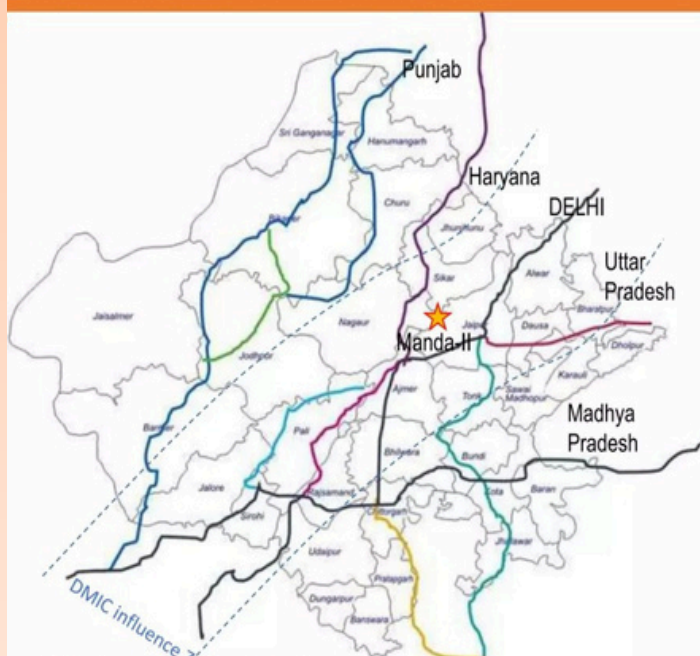 Punjab
Sri Ganganagar
Hanumangarh
Haryana
Churu
DELHI
Bikaner
Jhunjhunu
Sikar
Alwar
Uttar
Pradesh
Jaisalmer
Nagaur
Jaipur
Dausa
Bharatpur
Dholpur
Manda-II
Jodhpur
Karauli
Ajmer
Tonk
Sawai
Madhopur
Madhya
Pradesh
Barmer
Pali
Bhilwara
Bundi
Jalore
Rajsamand
Kota
Baran
Sirohi
Chittorgarh
Jhalawar
Udaipur
Pratapgarh
DMIC influence
Dungarpur
Banswara